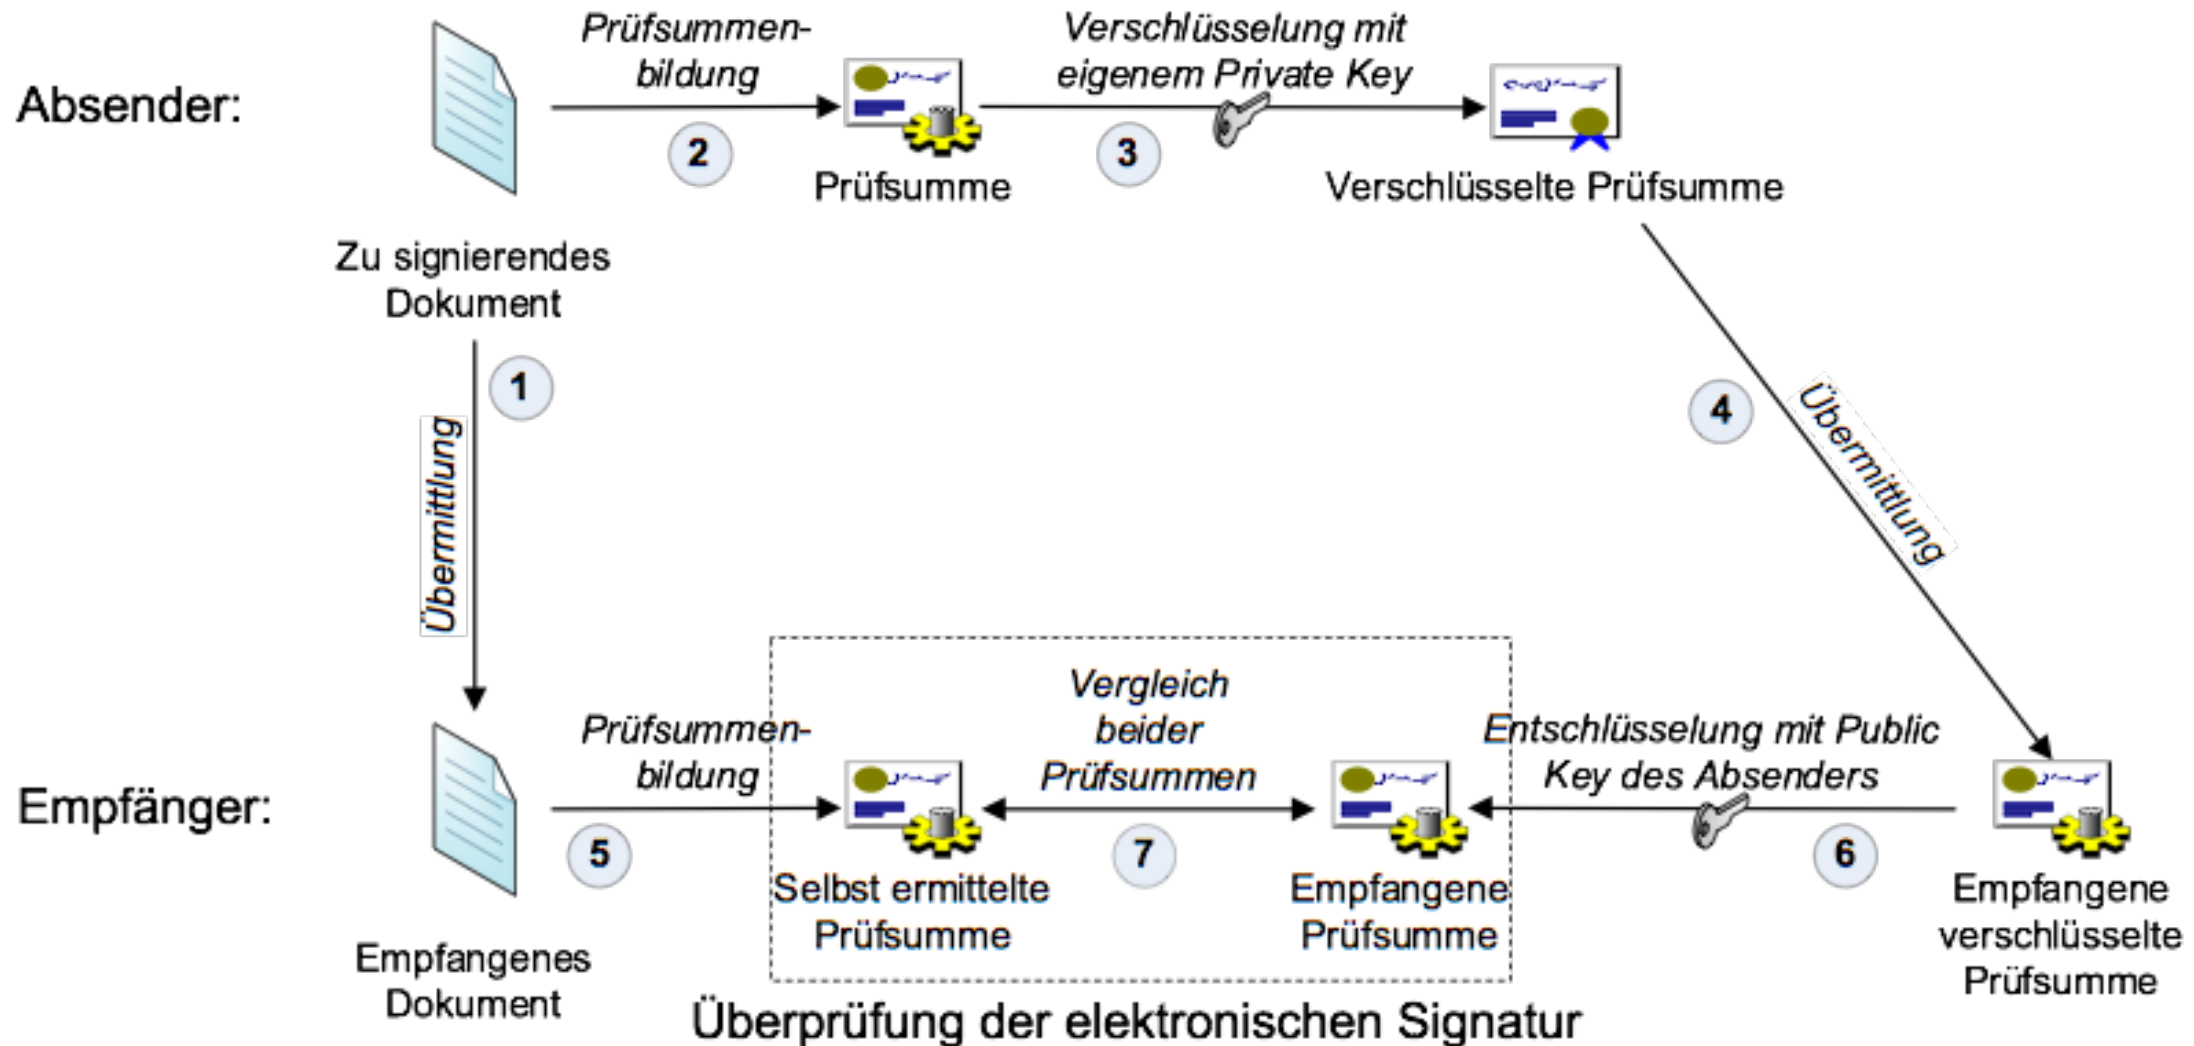 Absender:
Prüfsummen-
bildung
2
Prüfsumme
Verschlüsselung mit
eigenem Private Key
3
Verschlüsselte Prüfsumme
Zu signierendes
Dokument
1
Übermittlung
4
Übermittlung
Empfänger:
Empfangenes
Dokument
Prüfsummen-
bildung
5
Selbst ermittelte
Prüfsumme
Vergleich
beider
Prüfsummen
7
Empfangene
Prüfsumme
Entschlüsselung mit Public
Key des Absenders
6
Empfangene
verschlüsselte
Prüfsumme
Überprüfung der elektronischen Signatur